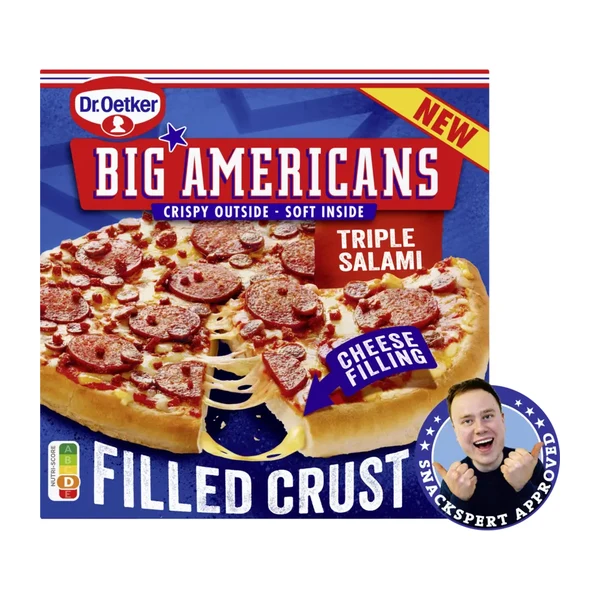 Dr.Oetker
NEW
BIG AMERICANS
CRISPY OUTSIDE - SOFT INSIDE
TRIPLE
SALAMI
CHEESE
FILLING
NUTRI-SCORE
A
B
C
D
E
FILLED CRUST
SNACKSPERT APPROVED